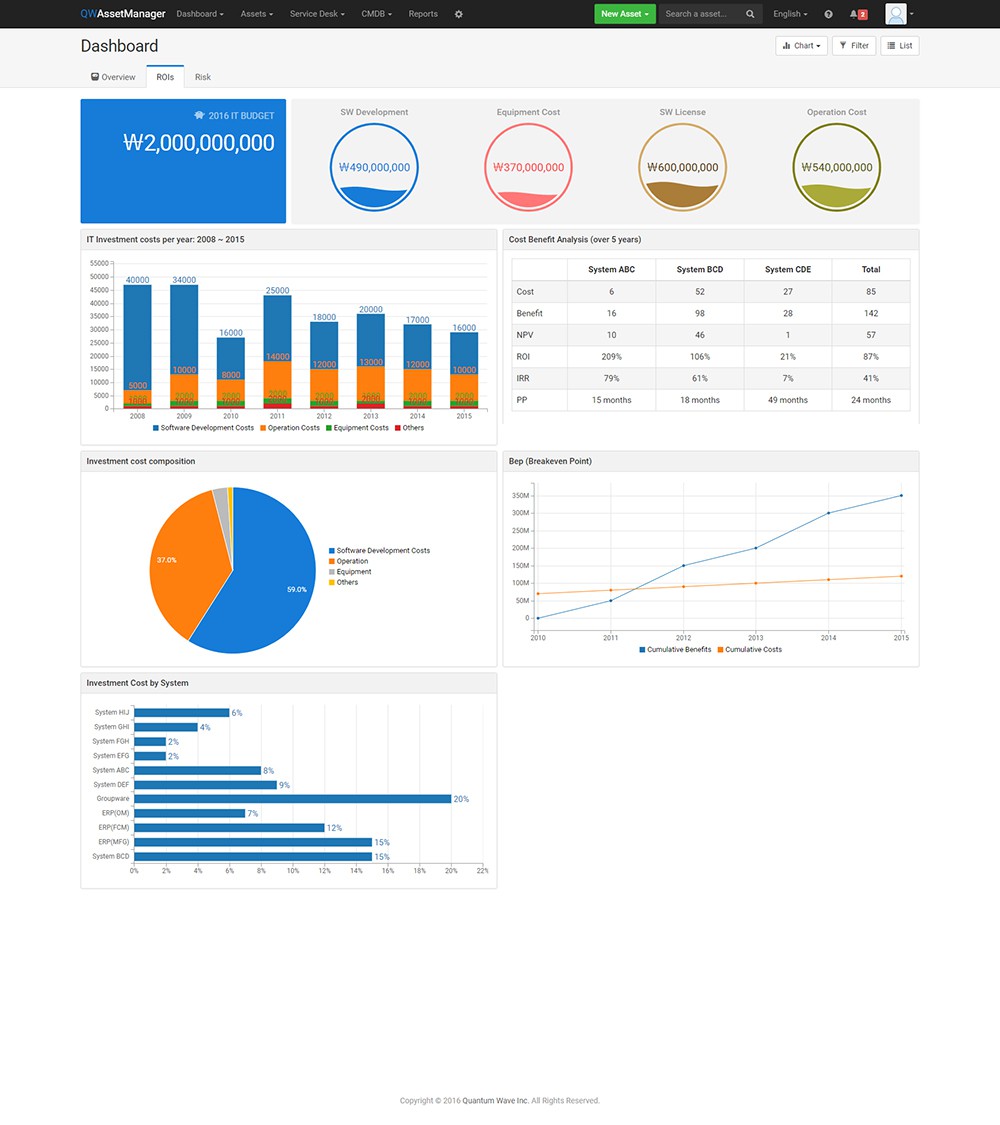 QWAssetManager Dashboard Assets Service Desk CMDB Reports New Asset Search a asset... English 2
Dashboard
Chart Filter List
Overview ROIs Risk
2016 IT BUDGET
₩2,000,000,000
SW Development Equipment Cost SW License Operation Cost
₩490,000,000 ₩370,000,000 ₩600,000,000 ₩540,000,000
IT Investment costs per year: 2008 ~ 2015
55000
50000
45000
40000
35000
30000
25000
20000
15000
10000
5000
0
40000 34000 16000 25000 18000 20000 17000 16000
5000 10000 8000 14000 12000 13000 12000 10000
2008 2009 2010 2011 2012 2013 2014 2015
Software Development Costs Operation Costs Equipment Costs Others
Cost Benefit Analysis (over 5 years)
System ABC System BCD System CDE Total
Cost 6 52 27 85
Benefit 16 98 28 142
NPV 10 46 1 57
ROI 209% 106% 21% 87%
IRR 79% 61% 7% 41%
PP 15 months 18 months 49 months 24 months
Investment cost composition
37.0%
59.0%
Software Development Costs
Operation
Equipment
Others
Bep (Breakeven Point)
350M
300M
250M
200M
150M
100M
50M
0
2010 2011 2012 2013 2014 2015
Cumulative Benefits Cumulative Costs
Investment Cost by System
System HIJ 6%
System GHI 4%
System FGH 2%
System EFG 2%
System ABC 8%
System DEF 9%
Groupware 20%
ERP(OM) 7%
ERP(FCM) 12%
ERP(MFG) 15%
System BCD 15%
0% 2% 4% 6% 8% 10% 12% 14% 16% 18% 20% 22%
Copyright © 2016 Quantum Wave Inc. All Rights Reserved.